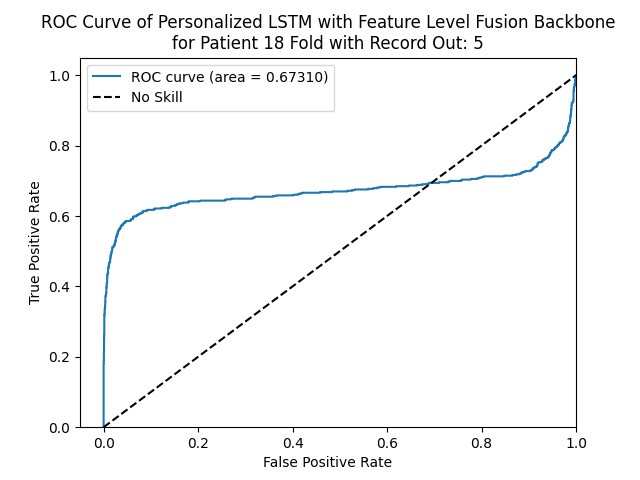 ROC Curve of Personalized LSTM with Feature Level Fusion Backbone
for Patient 18 Fold with Record Out: 5
ROC curve (area = 0.67310)
No Skill
1.0
0.8
0.6
0.4
0.2
0.0
True Positive Rate
0.0 0.2 0.4 0.6 0.8 1.0
False Positive Rate